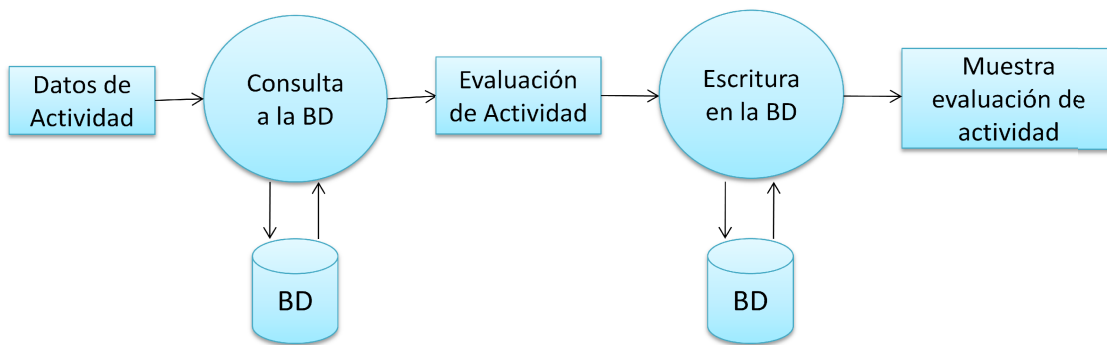 Datos de
Actividad
Consulta
a la BD
Evaluación
de Actividad
Escritura
en la BD
Muestra
evaluación de
actividad
BD
BD